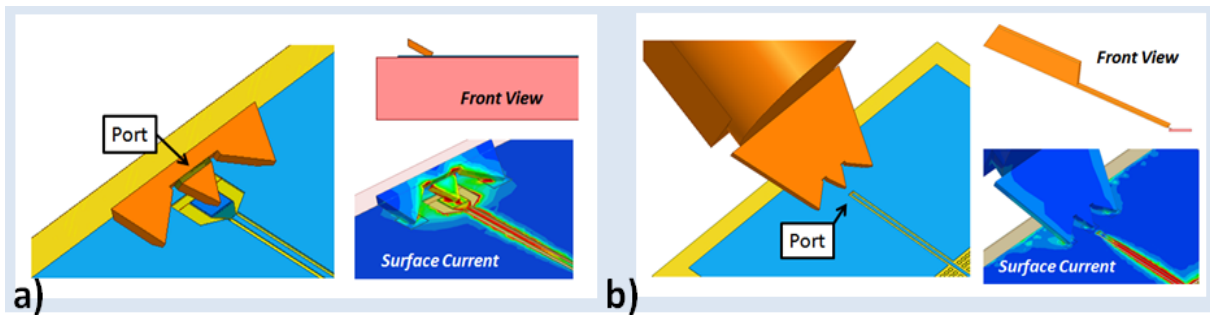 Port
Front View
Surface Current
a)
Port
Front View
Surface Current
b)